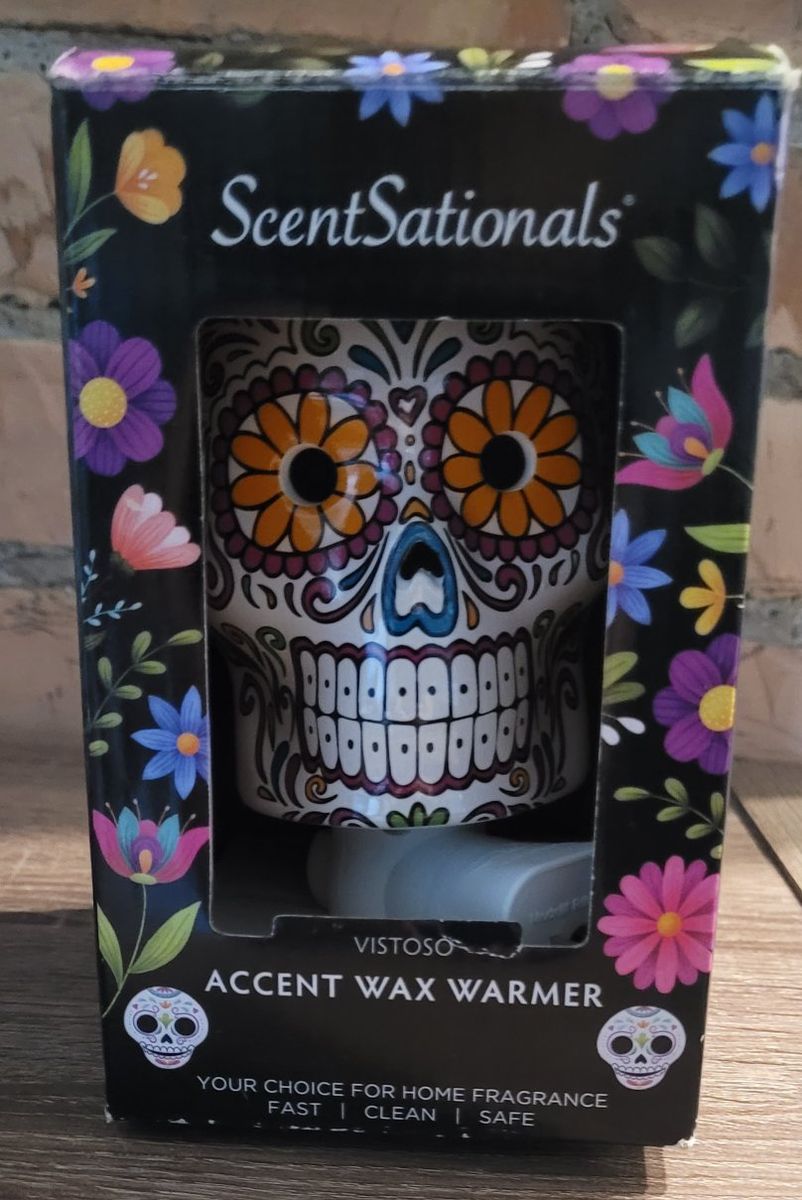 ScentSationals®
VISTOSO
ACCENT WAX WARMER
YOUR CHOICE FOR HOME FRAGRANCE
FAST | CLEAN | SAFE